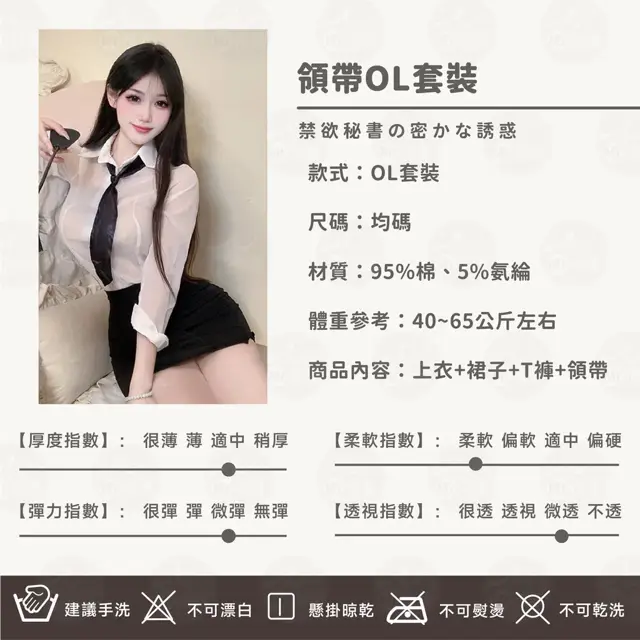 領帶OL套裝
禁欲秘書の密かな誘惑
款式：OL套裝
尺碼：均碼
材質：95%棉、5%氨綸
體重參考：40~65公斤左右
商品內容：上衣+裙子+T褲+領帶
【厚度指數】： 很薄 薄 適中 稍厚
【柔軟指數】： 柔軟 偏軟 適中 偏硬
【彈力指數】： 很彈 彈 微彈 無彈
【透視指數】： 很透 透視 微透 不透
建議手洗 不可漂白 懸掛晾乾 不可熨燙 不可乾洗